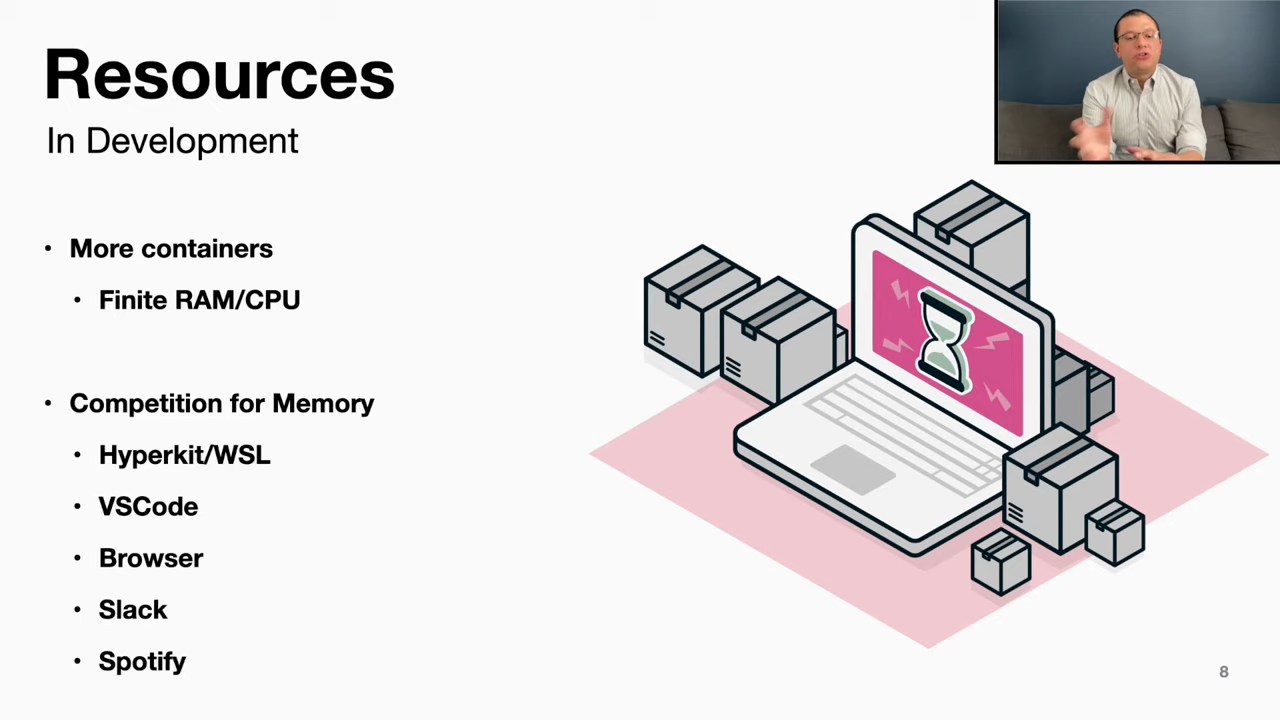 Resources
In Development
• More containers
• Finite RAM/CPU
• Competition for Memory
• Hyperkit/WSL
• VSCode
• Browser
• Slack
• Spotify
8